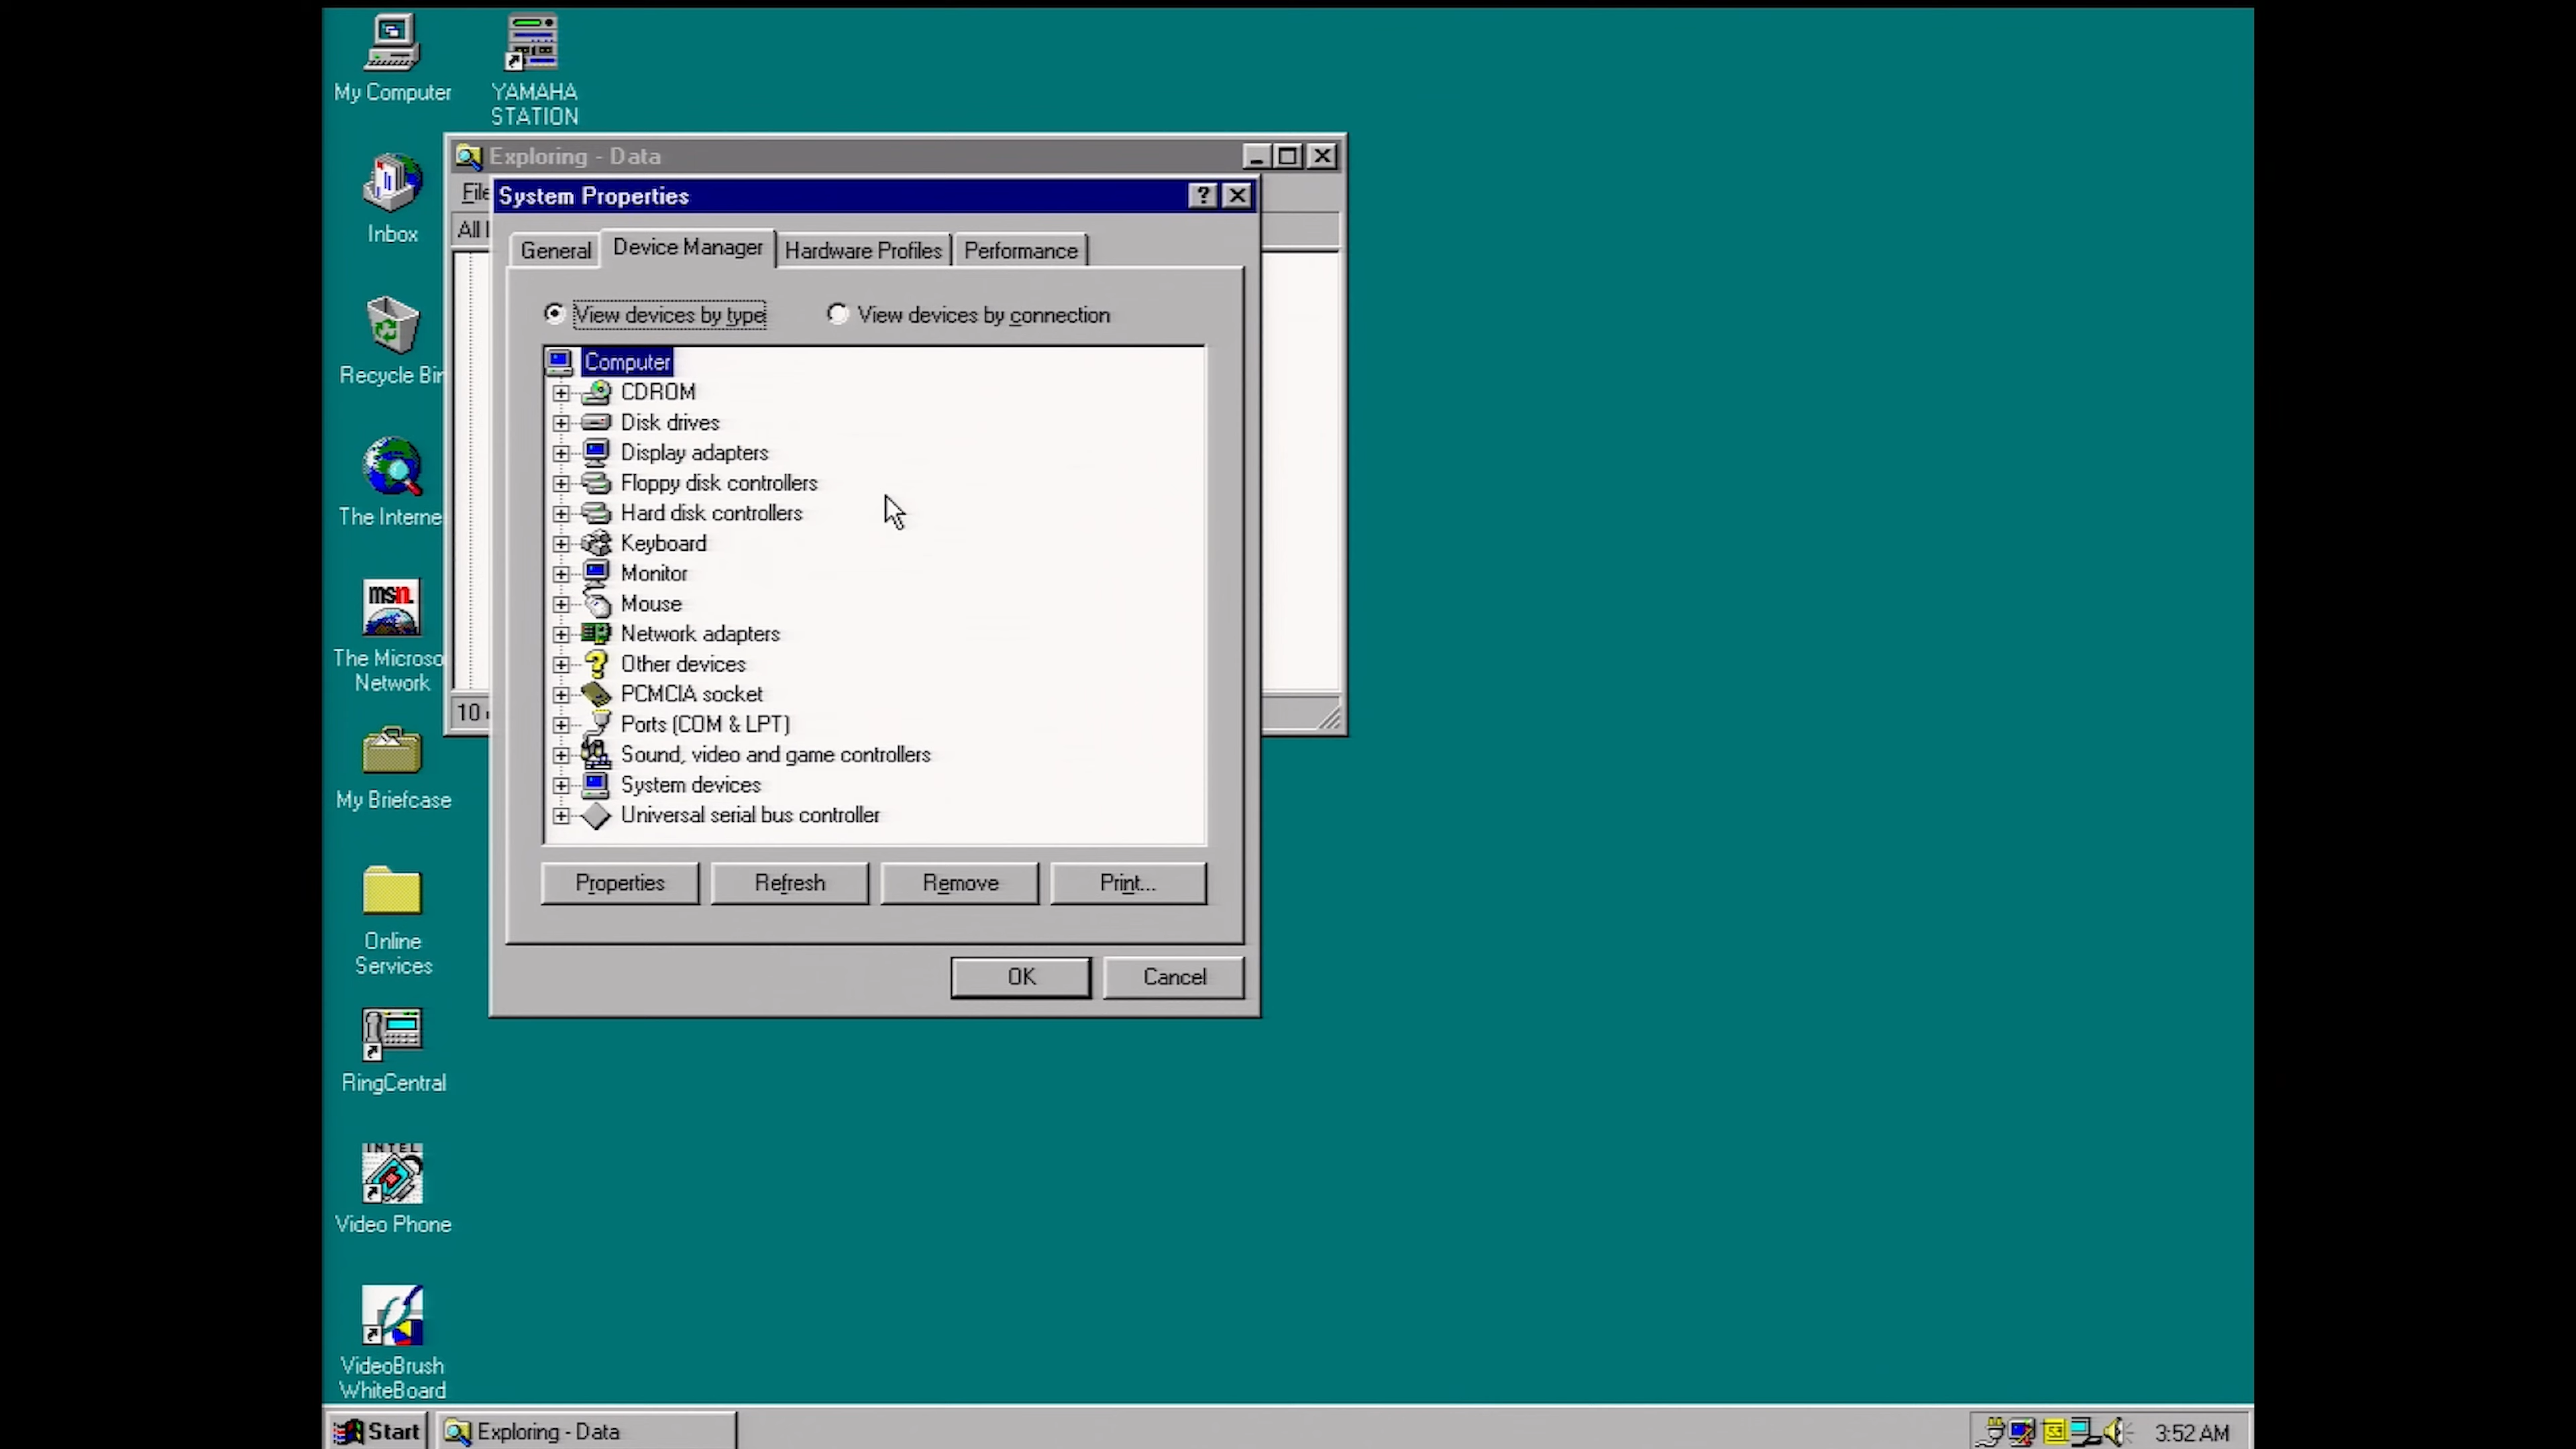 My Computer
YAMAHA
STATION
Inbox
Recycle Bin
The Interne
msn.
The Microso
Network
My Briefcase
Online
Services
RingCentral
INTEL
Video Phone
VideoBrush
WhiteBoard
Exploring - Data
File
All
System Properties
General
Device Manager
Hardware Profiles
Performance
View devices by type
View devices by connection
Computer
CDROM
Disk drives
Display adapters
Floppy disk controllers
Hard disk controllers
Keyboard
Monitor
Mouse
Network adapters
Other devices
PCMCIA socket
Ports (COM & LPT)
Sound, video and game controllers
System devices
Universal serial bus controller
10
Properties
Refresh
Remove
Print...
OK
Cancel
Start
Exploring - Data
3:52 AM